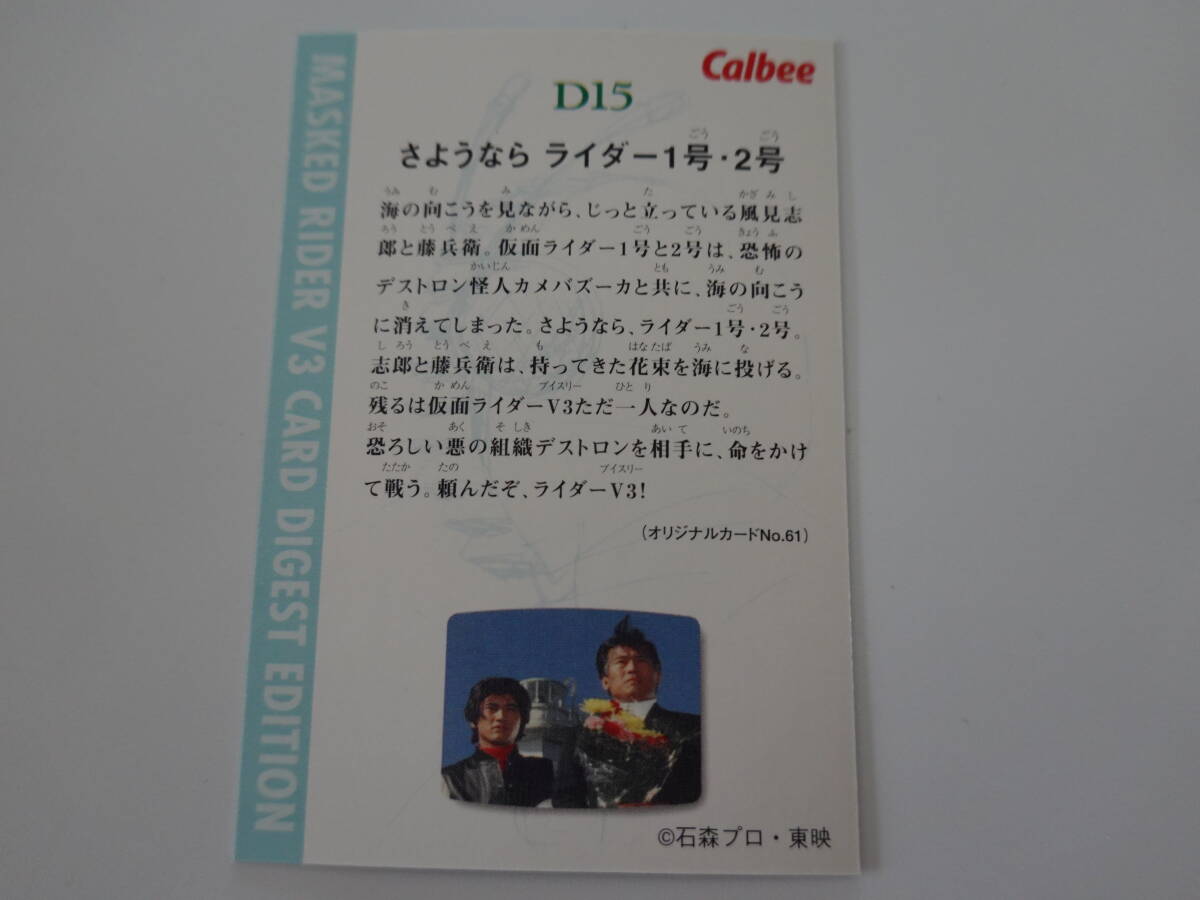 MASKED RIDER V3 CARD DIGEST EDITION
Calbee
D15
さようなら ライダー1号・2号
海の向こうを見ながら、じっと立っている風見志
郎と藤兵衛。仮面ライダー1号と2号は、恐怖の
デストロン怪人カメバズーカと共に、海の向こう
に消えてしまった。さようなら、ライダー1号・2号。
志郎と藤兵衛は、持ってきた花束を海に投げる。
残るは仮面ライダーV3ただ一人なのだ。
恐ろしい悪の組織デストロンを相手に、命をかけ
て戦う。頼んだぞ、ライダーV3!
(オリジナルカードNo.61)
©石森プロ・東映